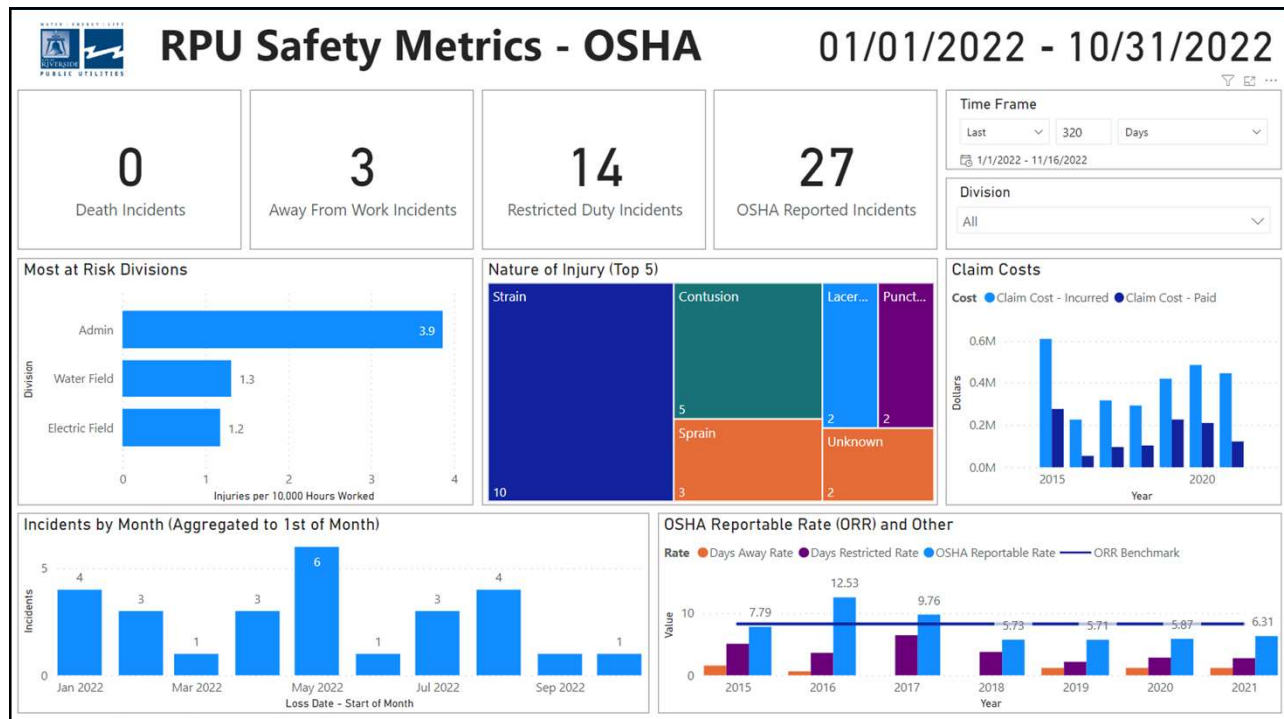 WATER | ENERGY | LIFE
RIVERSIDE
PUBLIC UTILITIES
RPU Safety Metrics - OSHA
01/01/2022 - 10/31/2022
0
Death Incidents
3
Away From Work Incidents
14
Restricted Duty Incidents
27
OSHA Reported Incidents
Time Frame
Last 320 Days
1/1/2022 - 11/16/2022
Division
All
Most at Risk Divisions
Division
Admin 3.9
Water Field 1.3
Electric Field 1.2
0 1 2 3 4
Injuries per 10,000 Hours Worked
Nature of Injury (Top 5)
Strain
10
Contusion
5
Sprain
3
Lacer...
2
Punct...
2
Unknown
2
Claim Costs
Cost Claim Cost - Incurred Claim Cost - Paid
Dollars
0.6M
0.4M
0.2M
0.0M
2015 2020
Year
Incidents by Month (Aggregated to 1st of Month)
Incidents
5
0
4 3 1 3 6 1 3 4 1
Jan 2022 Mar 2022 May 2022 Jul 2022 Sep 2022
Loss Date - Start of Month
OSHA Reportable Rate (ORR) and Other
Rate Days Away Rate Days Restricted Rate OSHA Reportable Rate ORR Benchmark
Value
10
0
7.79 12.53 9.76 5.73 5.71 5.87 6.31
2015 2016 2017 2018 2019 2020 2021
Year